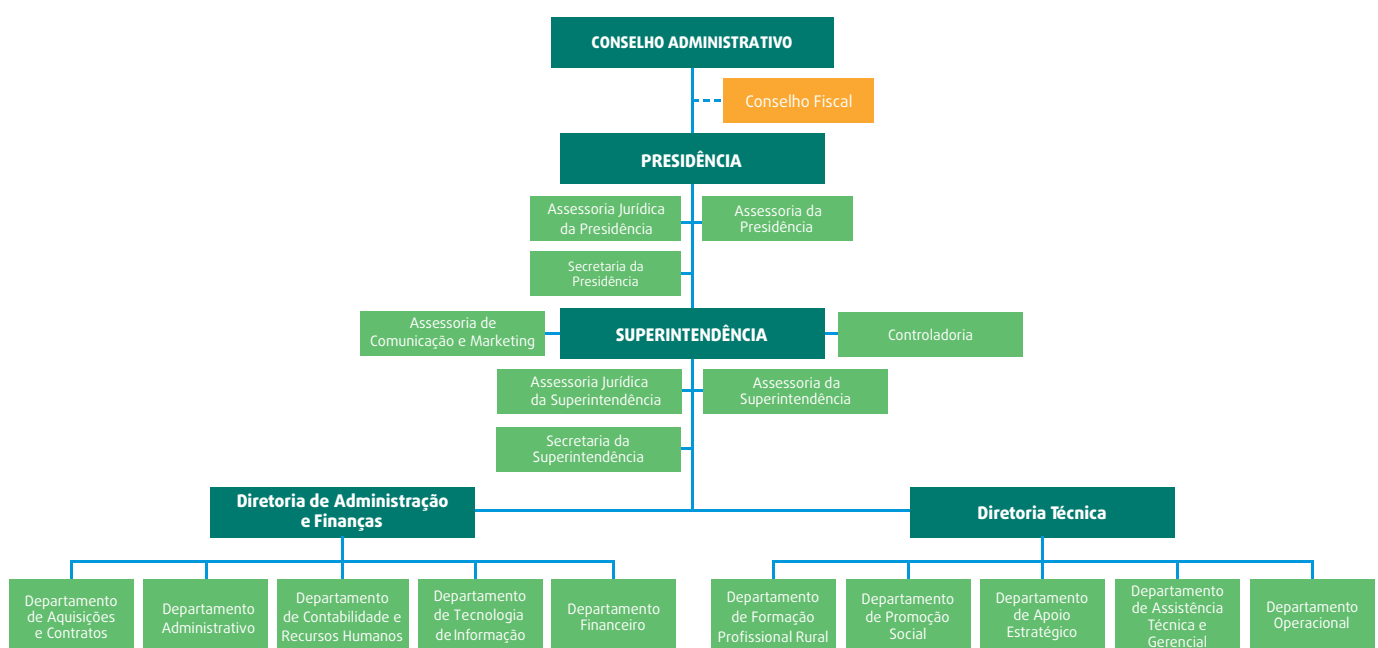 CONSELHO ADMINISTRATIVO
Conselho Fiscal
PRESIDÊNCIA
Assessoria Jurídica
da Presidência
Assessoria da
Presidência
Secretaria da
Presidência
Assessoria de
Comunicação e Marketing
SUPERINTENDÊNCIA
Controladoria
Assessoria Jurídica
da Superintendência
Assessoria da
Superintendência
Secretaria da
Superintendência
Diretoria de Administração
e Finanças
Diretoria Técnica
Departamento
de Aquisições
e Contratos
Departamento
Administrativo
Departamento
de Contabilidade e
Recursos Humanos
Departamento
de Tecnologia
de Informação
Departamento
Financeiro
Departamento
de Formação
Profissional Rural
Departamento
de Promoção
Social
Departamento
de Apoio
Estratégico
Departamento
de Assistência
Técnica e
Gerencial
Departamento
Operacional